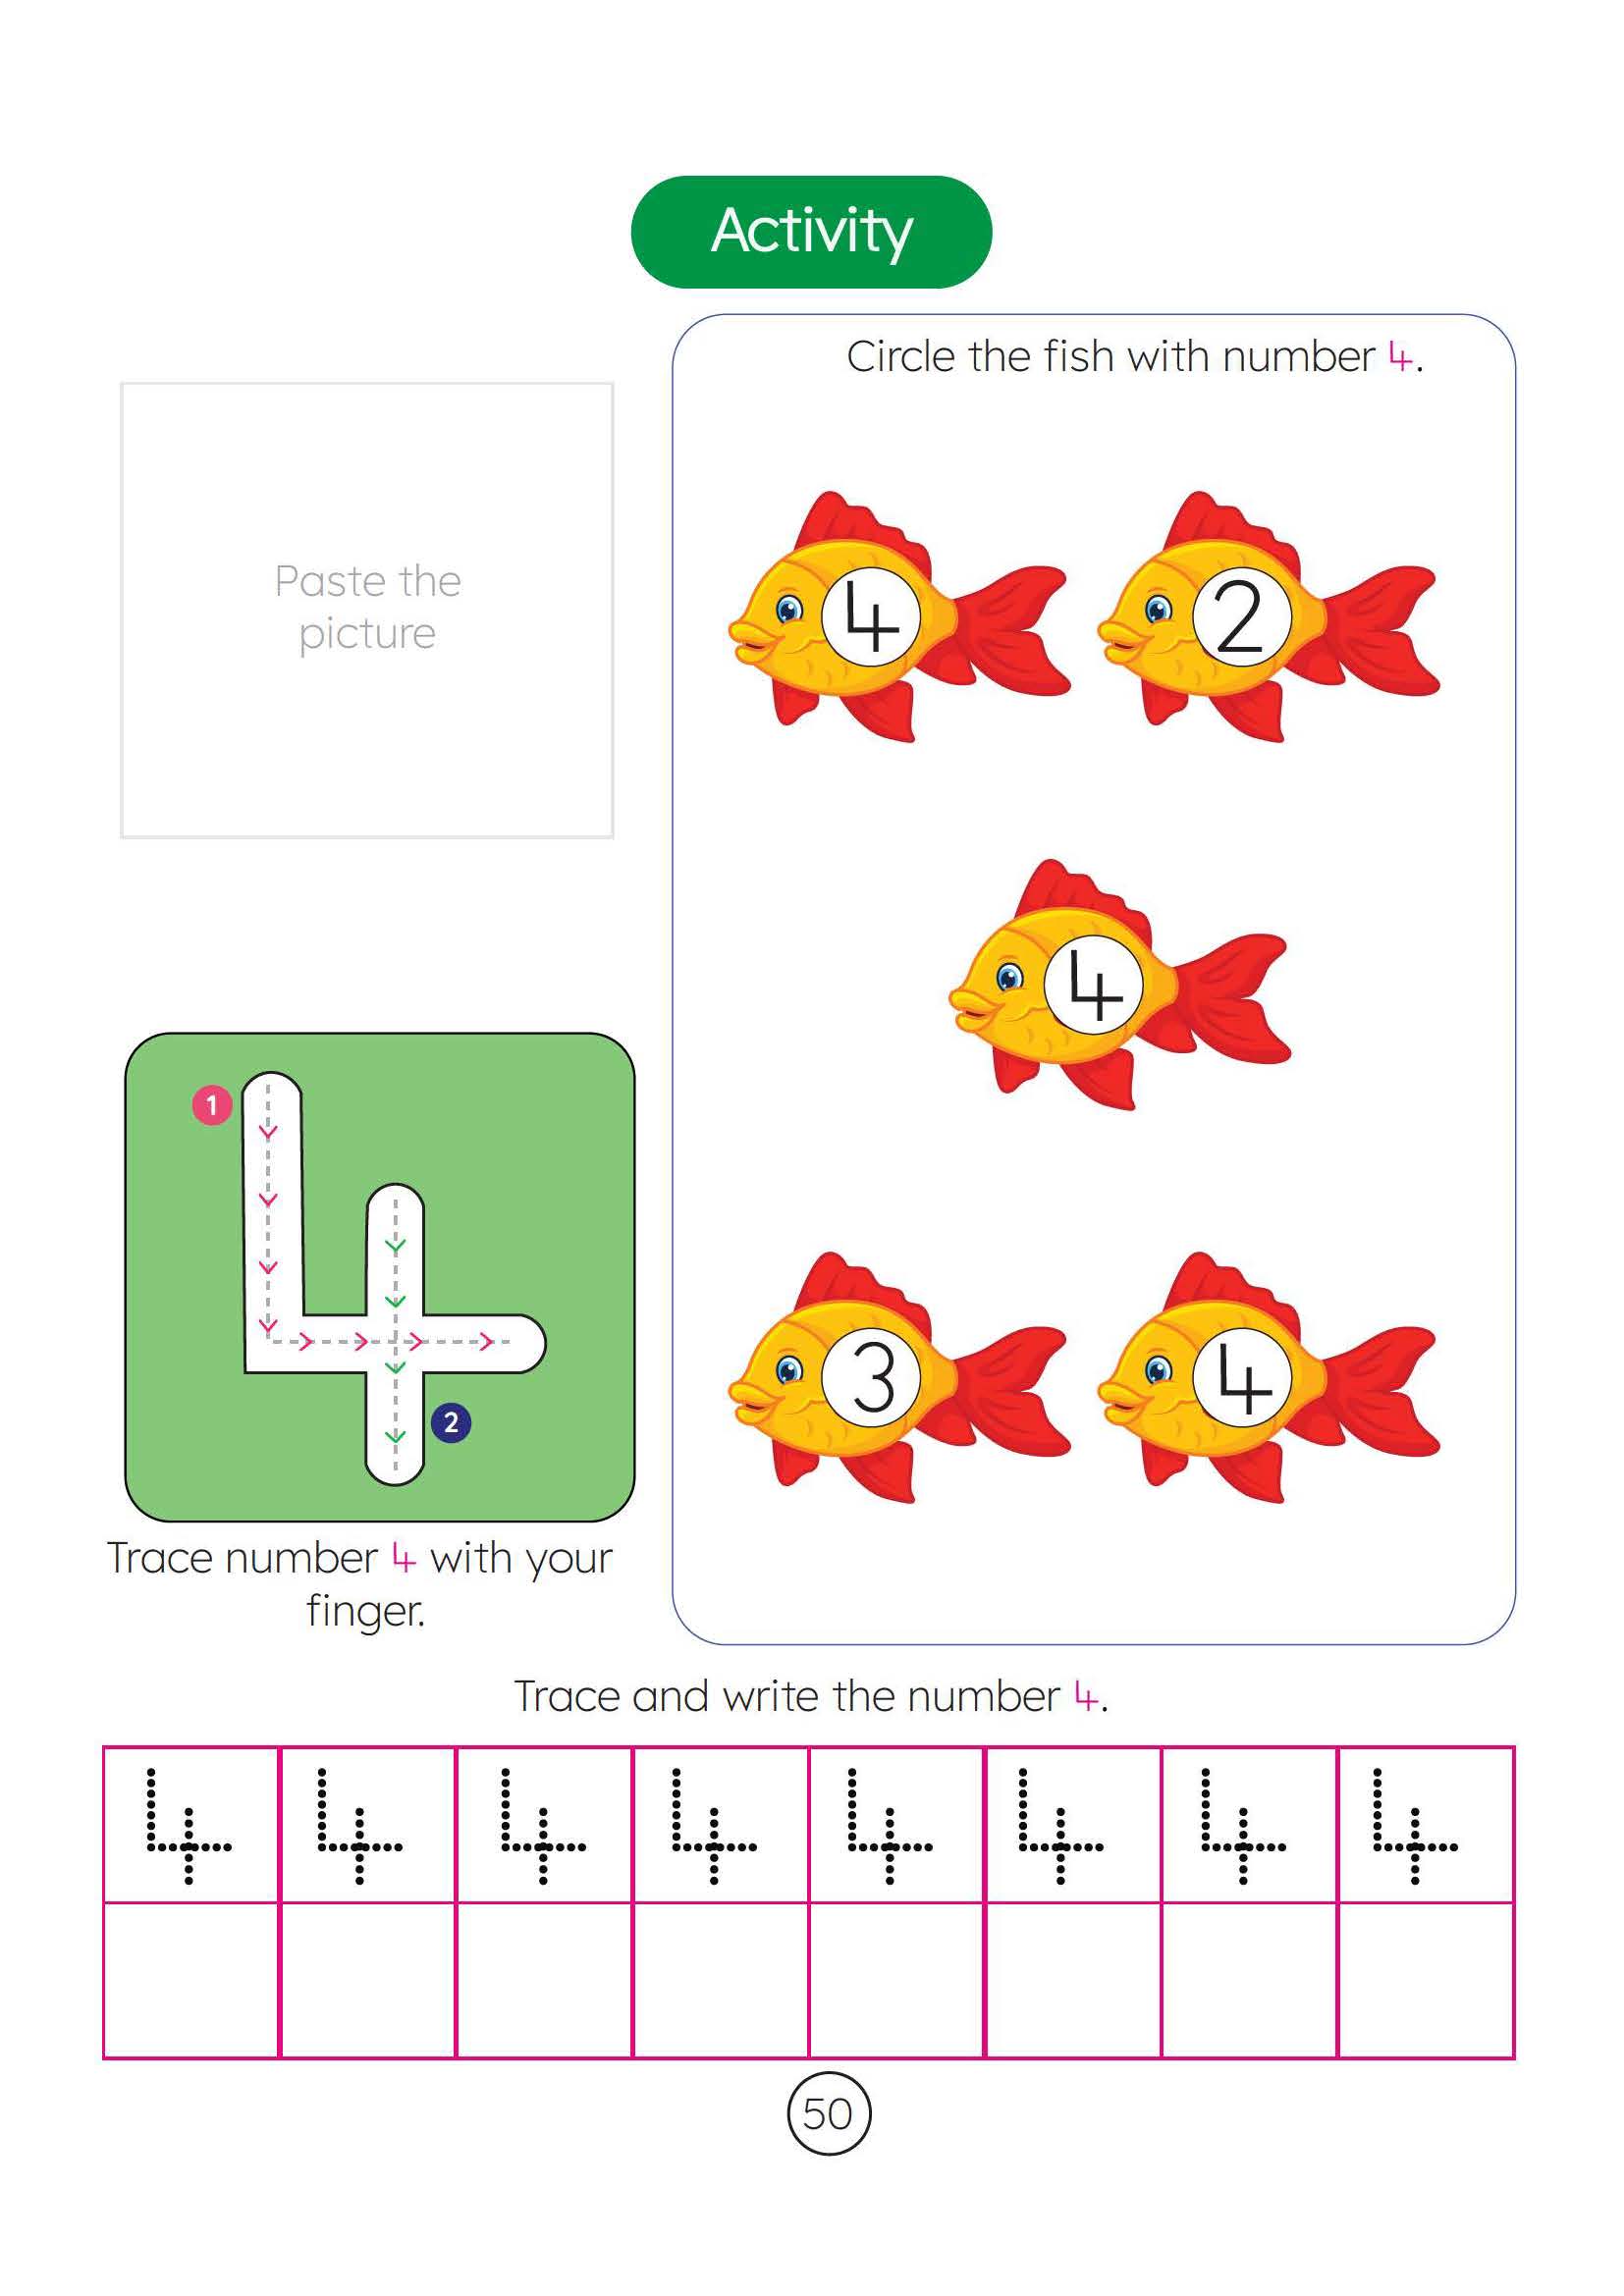 Activity
Circle the fish with number 4.
Paste the
picture
4
2
4
3
4
1
2
Trace number 4 with your
finger.
Trace and write the number 4.
4 4 4 4 4 4 4 4
50